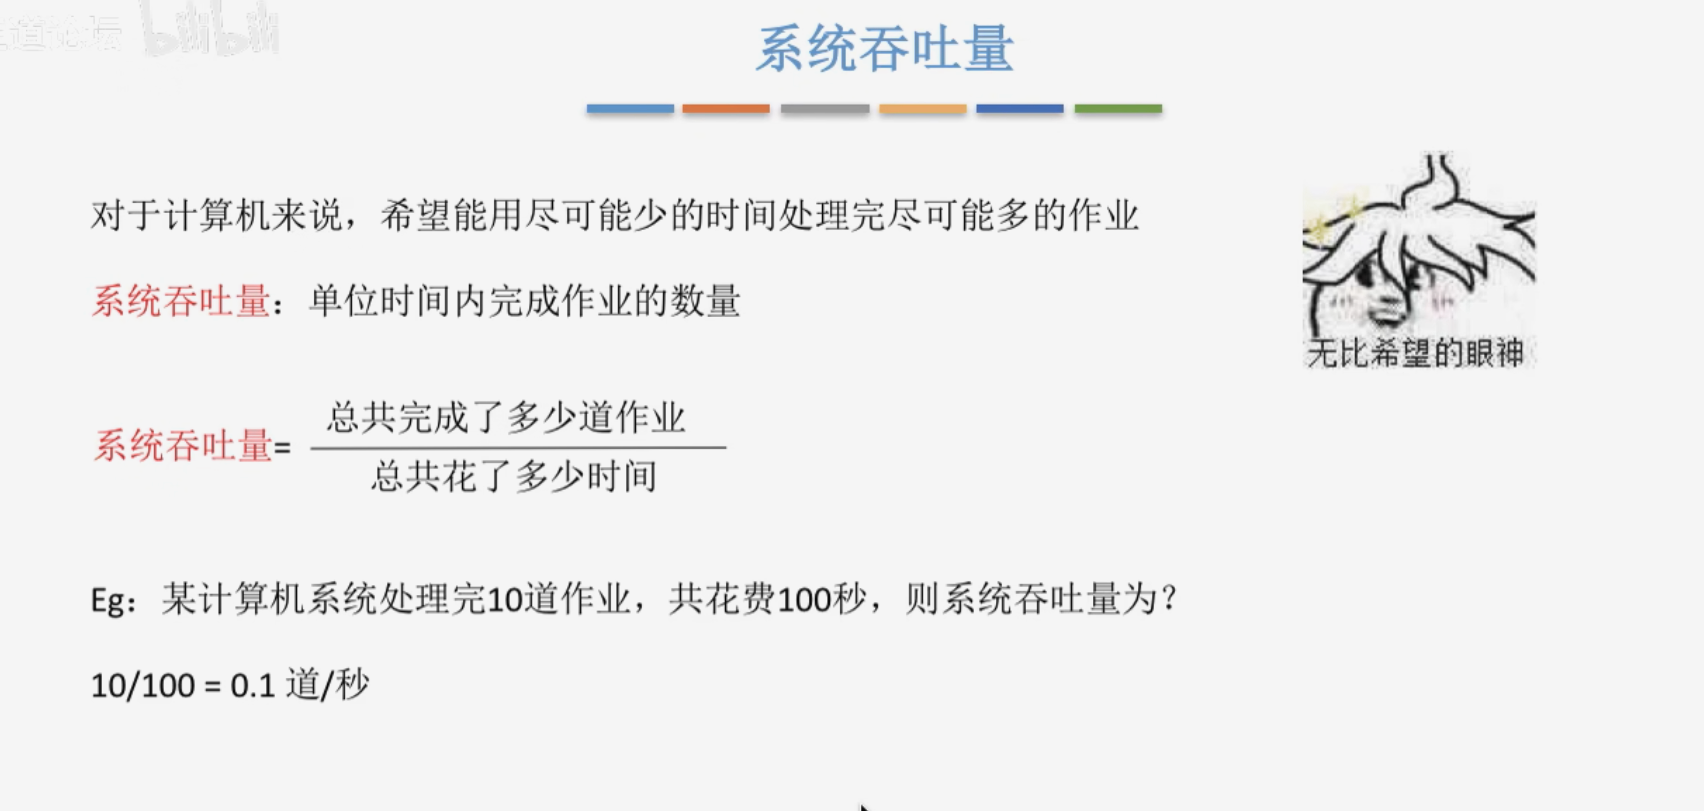 道论坛 bilibili
系统吞吐量
对于计算机来说，希望能用尽可能少的时间处理完尽可能多的作业
系统吞吐量：单位时间内完成作业的数量
无比希望的眼神
系统吞吐量= 总共完成了多少道作业
总共花了多少时间
Eg：某计算机系统处理完10道作业，共花费100秒，则系统吞吐量为？
10/100 = 0.1 道/秒